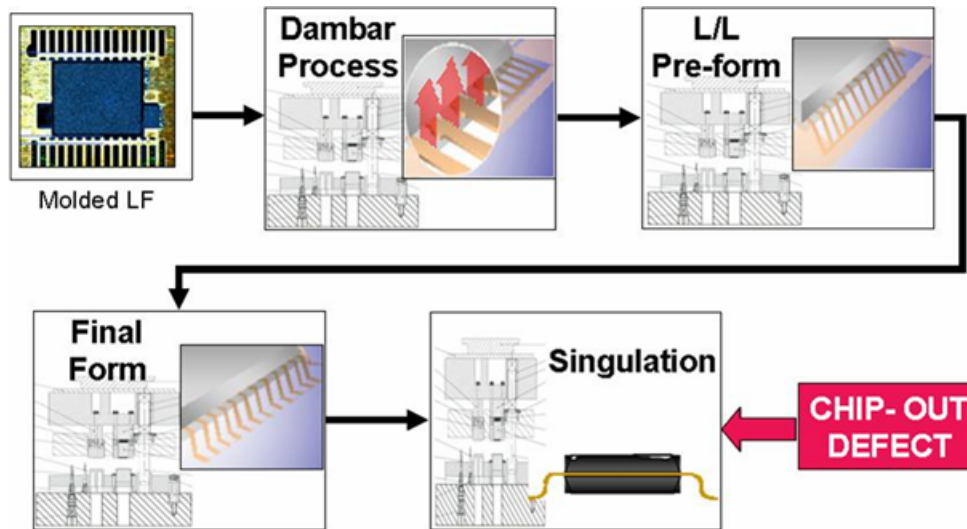 Dambar
Process
L/L
Pre-form
Molded LF
Final
Form
Singulation
CHIP- OUT
DEFECT